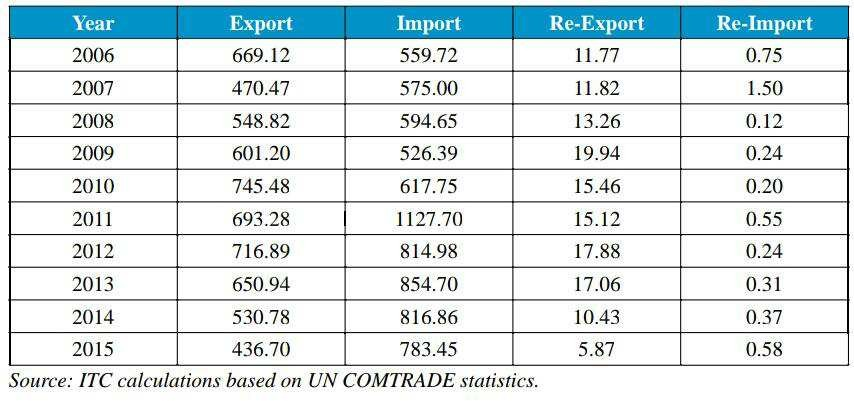 Year Export Import Re-Export Re-Import
2006 669.12 559.72 11.77 0.75
2007 470.47 575.00 11.82 1.50
2008 548.82 594.65 13.26 0.12
2009 601.20 526.39 19.94 0.24
2010 745.48 617.75 15.46 0.20
2011 693.28 1127.70 15.12 0.55
2012 716.89 814.98 17.88 0.24
2013 650.94 854.70 17.06 0.31
2014 530.78 816.86 10.43 0.37
2015 436.70 783.45 5.87 0.58
Source: ITC calculations based on UN COMTRADE statistics.